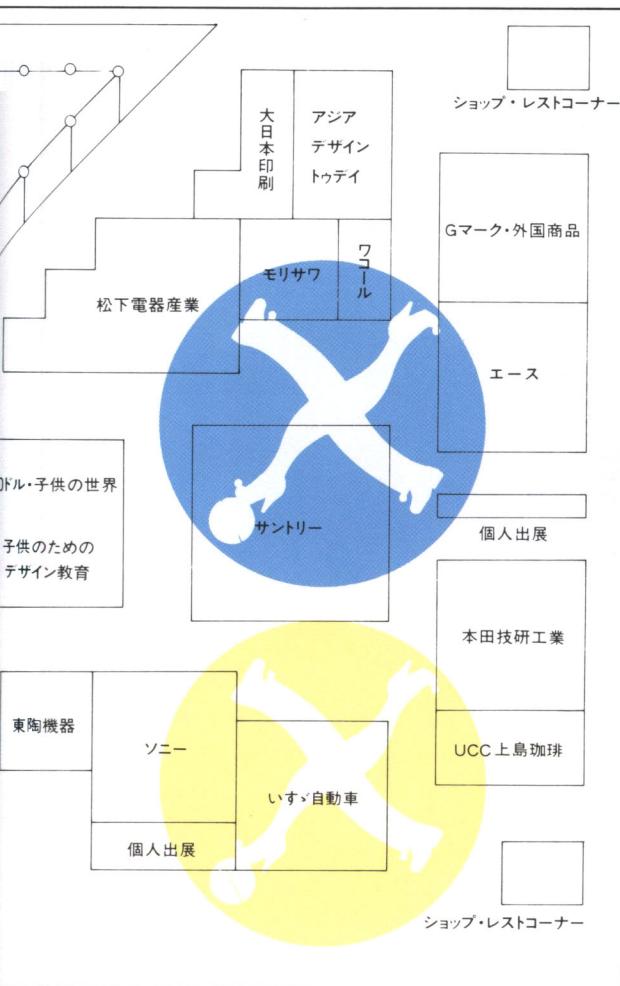 ショップ・レストコーナー
大日本印刷
アジア
デザイン
トゥデイ
Gマーク・外国商品
モリサワ
ワコール
松下電器産業
エース
ドル・子供の世界
サントリー
個人出展
子供のための
デザイン教育
本田技研工業
東陶機器
ソニー
UCC上島珈琲
いすゞ自動車
個人出展
ショップ・レストコーナー